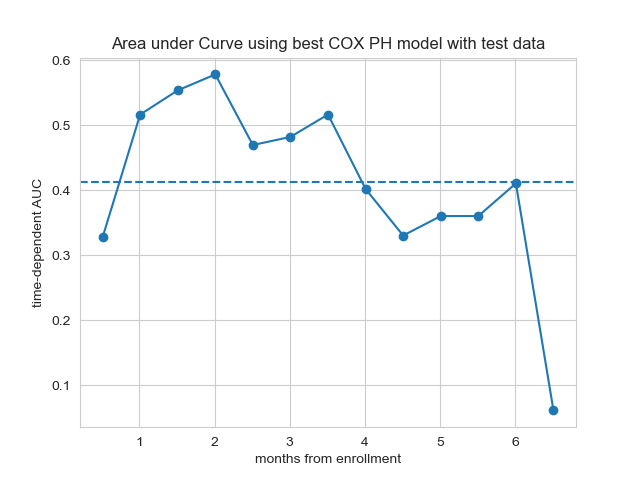 Area under Curve using best COX PH model with test data
0.6
0.5
0.4
0.3
0.2
0.1
time-dependent AUC
1 2 3 4 5 6
months from enrollment